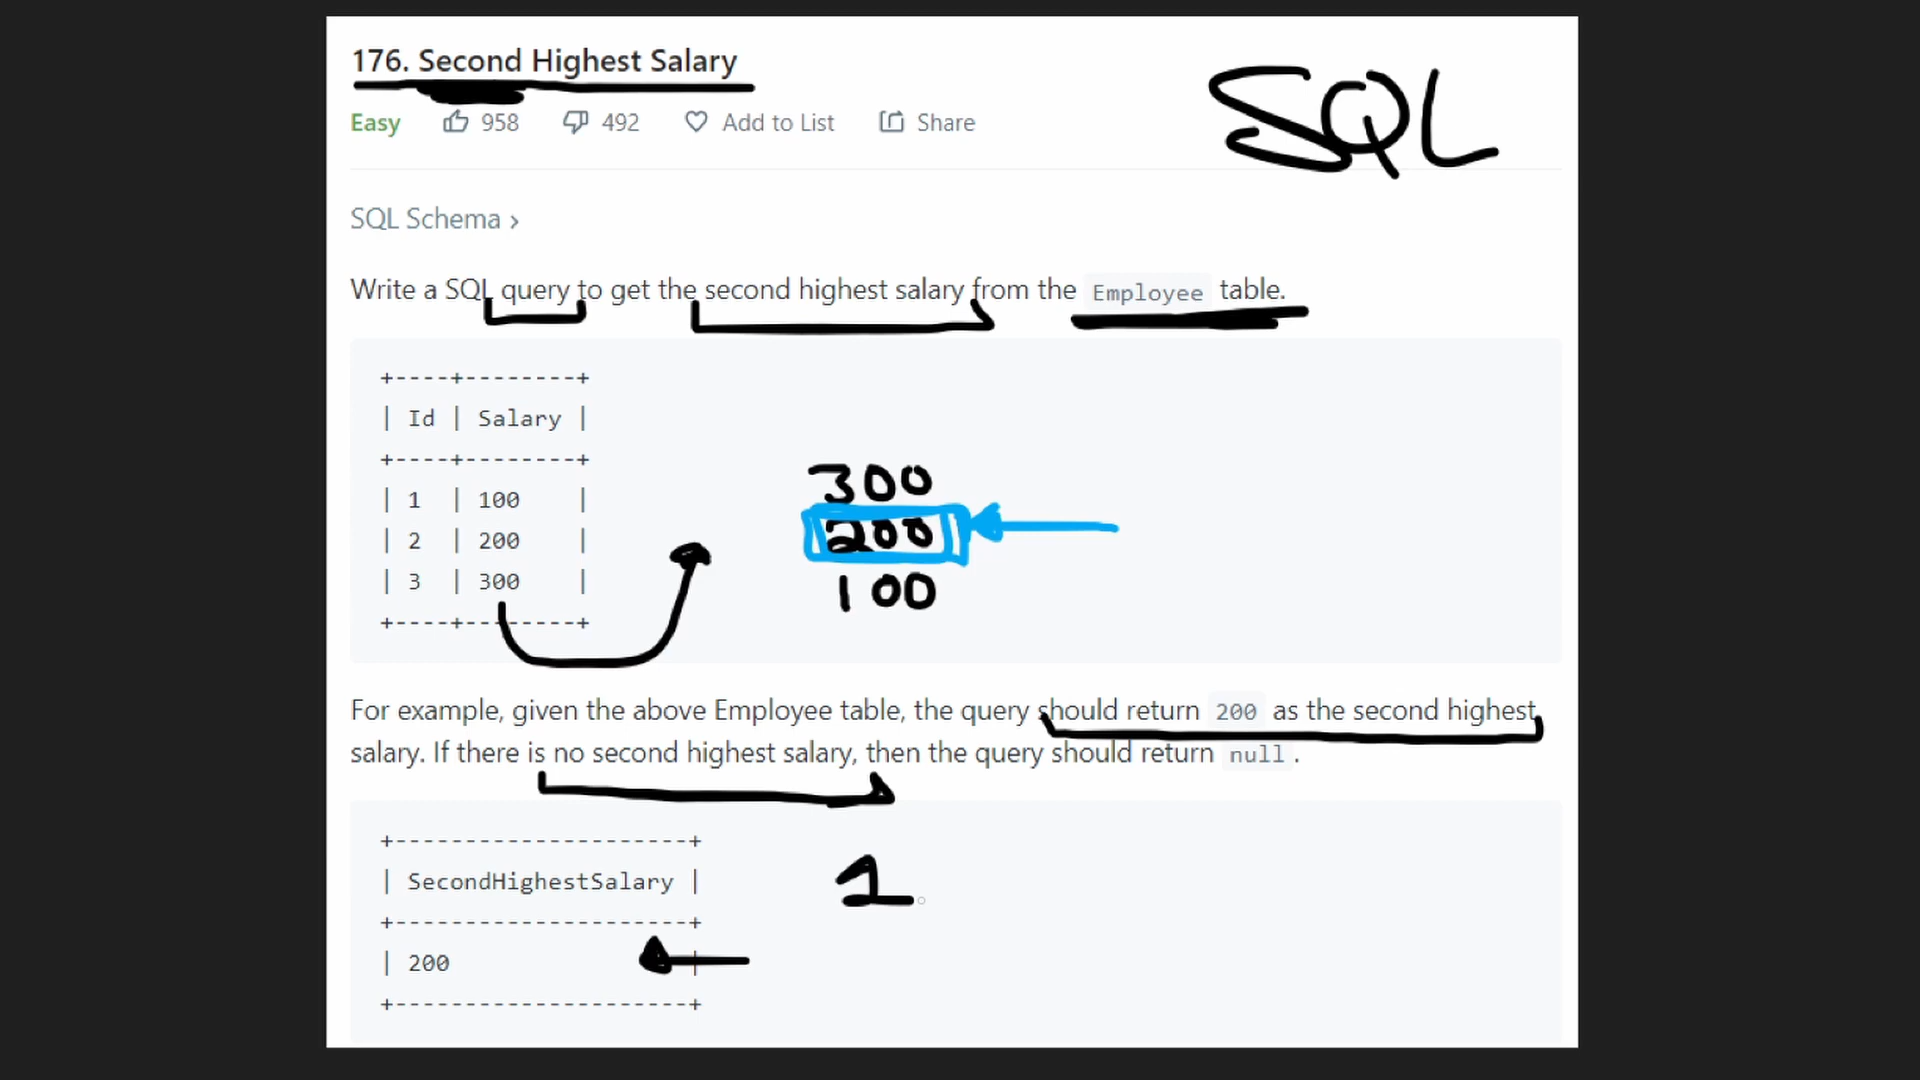 176. Second Highest Salary
SQL
Easy 958 492 Add to List Share
SQL Schema >
Write a SQL query to get the second highest salary from the Employee table.
+----+--------+
| Id | Salary |
+----+--------+
| 1 | 100 |
| 2 | 200 |
| 3 | 300 |
+----+--------+
300
200
100
For example, given the above Employee table, the query should return 200 as the second highest
salary. If there is no second highest salary, then the query should return null.
+---------------------+
| SecondHighestSalary |
+---------------------+
| 200 |
+---------------------+
1